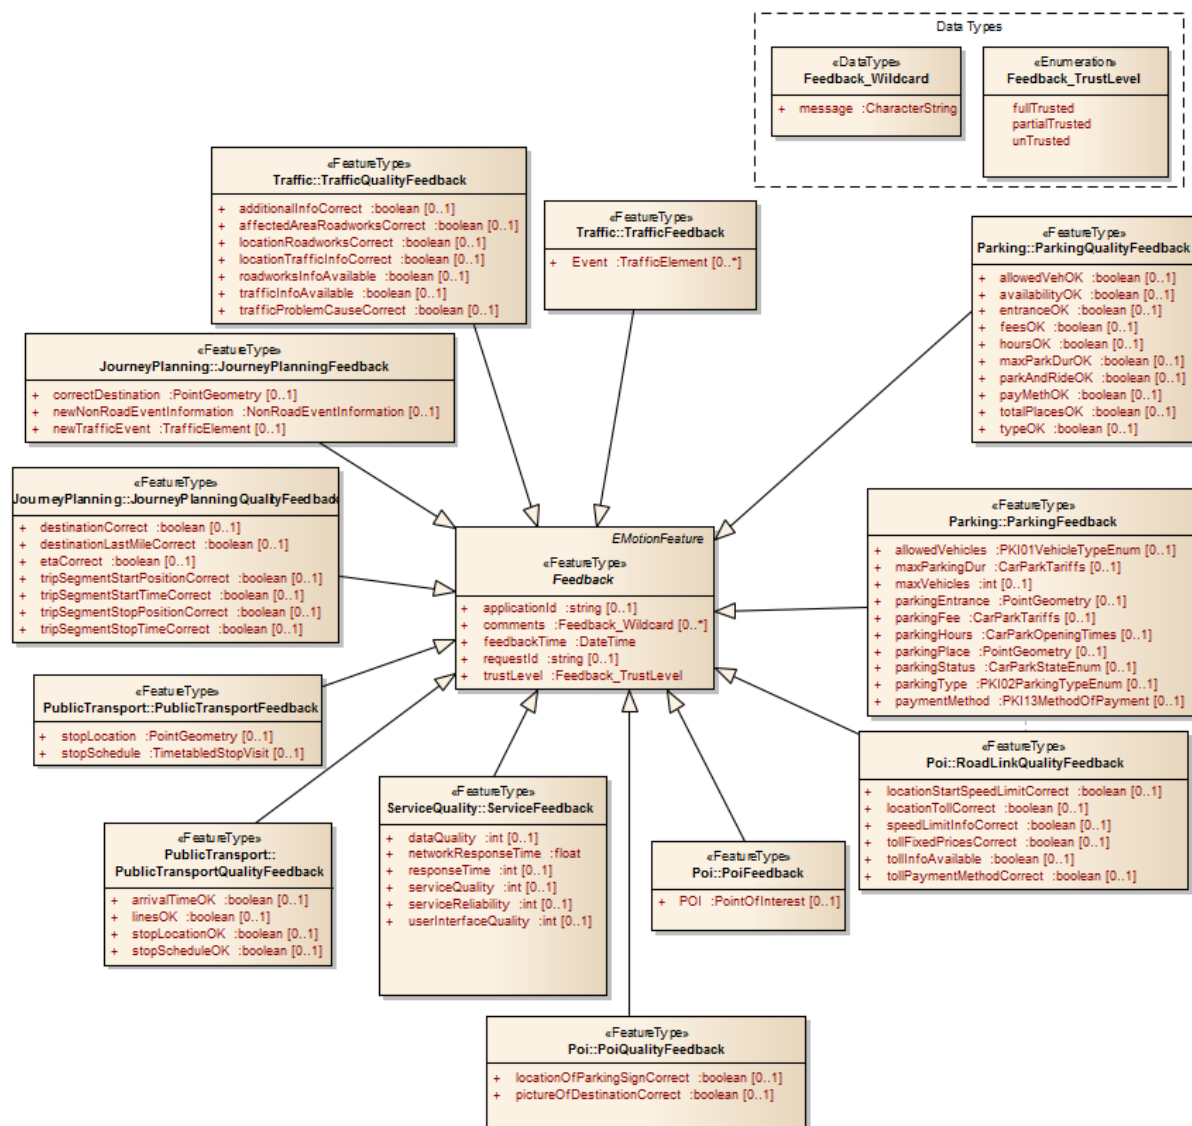 Data Types
«DataType»
Feedback_Wildcard
+ message :CharacterString
«Enumeration»
Feedback_TrustLevel
fullTrusted
partialTrusted
unTrusted
«FeatureType»
Traffic::TrafficQualityFeedback
+ additionalInfoCorrect :boolean [0..1]
+ affectedAreaRoadworksCorrect :boolean [0..1]
+ locationRoadworksCorrect :boolean [0..1]
+ locationTrafficInfoCorrect :boolean [0..1]
+ roadworksInfoAvailable :boolean [0..1]
+ trafficInfoAvailable :boolean [0..1]
+ trafficProblemCauseCorrect :boolean [0..1]
«FeatureType»
Traffic::TrafficFeedback
+ Event :TrafficElement [0..*]
«FeatureType»
Parking::ParkingQualityFeedback
+ allowedVehOK :boolean [0..1]
+ availabilityOK :boolean [0..1]
+ entranceOK :boolean [0..1]
+ feesOK :boolean [0..1]
+ hoursOK :boolean [0..1]
+ maxParkDurOK :boolean [0..1]
+ parkAndRideOK :boolean [0..1]
+ payMethOK :boolean [0..1]
+ totalPlacesOK :boolean [0..1]
+ typeOK :boolean [0..1]
«FeatureType»
JourneyPlanning::JourneyPlanningFeedback
+ correctDestination :PointGeometry [0..1]
+ newNonRoadEventInformation :NonRoadEventInformation [0..1]
+ newTrafficEvent :TrafficElement [0..1]
«FeatureType»
JourneyPlanning::JourneyPlanningQualityFeedback
+ destinationCorrect :boolean [0..1]
+ destinationLastMileCorrect :boolean [0..1]
+ etaCorrect :boolean [0..1]
+ tripSegmentStartPositionCorrect :boolean [0..1]
+ tripSegmentStartTimeCorrect :boolean [0..1]
+ tripSegmentStopPositionCorrect :boolean [0..1]
+ tripSegmentStopTimeCorrect :boolean [0..1]
EMotionFeature
«FeatureType»
Feedback
+ applicationId :string [0..1]
+ comments :Feedback_Wildcard [0..*]
+ feedbackTime :DateTime
+ requestId :string [0..1]
+ trustLevel :Feedback_TrustLevel
«FeatureType»
Parking::ParkingFeedback
+ allowedVehicles :PKI01VehicleTypeEnum [0..1]
+ maxParkingDur :CarParkTariffs [0..1]
+ maxVehicles :int [0..1]
+ parkingEntrance :PointGeometry [0..1]
+ parkingFee :CarParkTariffs [0..1]
+ parkingHours :CarParkOpeningTimes [0..1]
+ parkingPlace :PointGeometry [0..1]
+ parkingStatus :CarParkStateEnum [0..1]
+ parkingType :PKI02ParkingTypeEnum [0..1]
+ paymentMethod :PKI13MethodOfPayment [0..1]
«FeatureType»
PublicTransport::PublicTransportFeedback
+ stopLocation :PointGeometry [0..1]
+ stopSchedule :TimetabledStopVisit [0..1]
«FeatureType»
Poi::RoadLinkQualityFeedback
+ locationStartSpeedLimitCorrect :boolean [0..1]
+ locationTollCorrect :boolean [0..1]
+ speedLimitInfoCorrect :boolean [0..1]
+ tollFixedPricesCorrect :boolean [0..1]
+ tollInfoAvailable :boolean [0..1]
+ tollPaymentMethodCorrect :boolean [0..1]
«FeatureType»
ServiceQuality::ServiceFeedback
+ dataQuality :int [0..1]
+ networkResponseTime :float
+ responseTime :int [0..1]
+ serviceQuality :int [0..1]
+ serviceReliability :int [0..1]
+ userInterfaceQuality :int [0..1]
«FeatureType»
PublicTransport::
PublicTransportQualityFeedback
+ arrivalTimeOK :boolean [0..1]
+ linesOK :boolean [0..1]
+ stopLocationOK :boolean [0..1]
+ stopScheduleOK :boolean [0..1]
«FeatureType»
Poi::PoiFeedback
+ POI :PointOfInterest [0..1]
«FeatureType»
Poi::PoiQualityFeedback
+ locationOfParkingSignCorrect :boolean [0..1]
+ pictureOfDestinationCorrect :boolean [0..1]